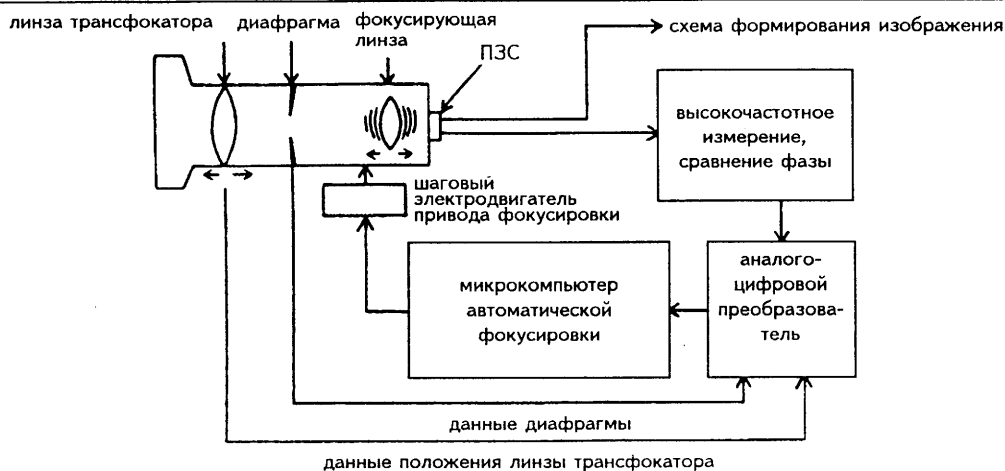 линза трансфокатора
диафрагма
фокусирующая
линза
ПЗС
схема формирования изображения
высокочастотное
измерение,
сравнение фазы
шаговый
электродвигатель
привода фокусировки
микрокомпьютер
автоматической
фокусировки
аналого-
цифровой
преобразова-
тель
данные диафрагмы
данные положения линзы трансфокатора